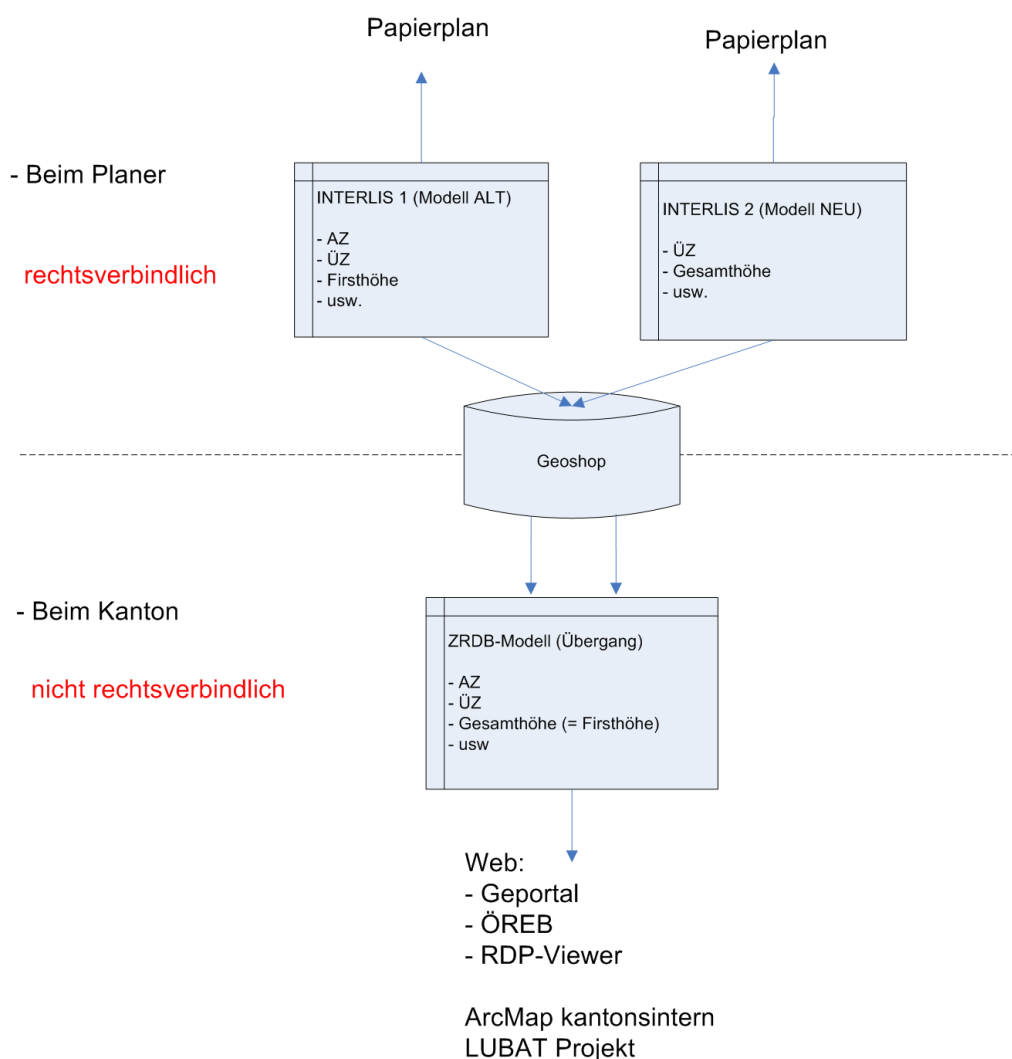 Papierplan
Papierplan
- Beim Planer
rechtsverbindlich
INTERLIS 1 (Modell ALT)
- AZ
- ÜZ
- Firsthöhe
- usw.
INTERLIS 2 (Modell NEU)
- ÜZ
- Gesamthöhe
- usw.
Geoshop
- Beim Kanton
nicht rechtsverbindlich
ZRDB-Modell (Übergang)
- AZ
- ÜZ
- Gesamthöhe (= Firsthöhe)
- usw
Web:
- Geportal
- ÖREB
- RDP-Viewer
ArcMap kantonsintern
LUBAT Projekt